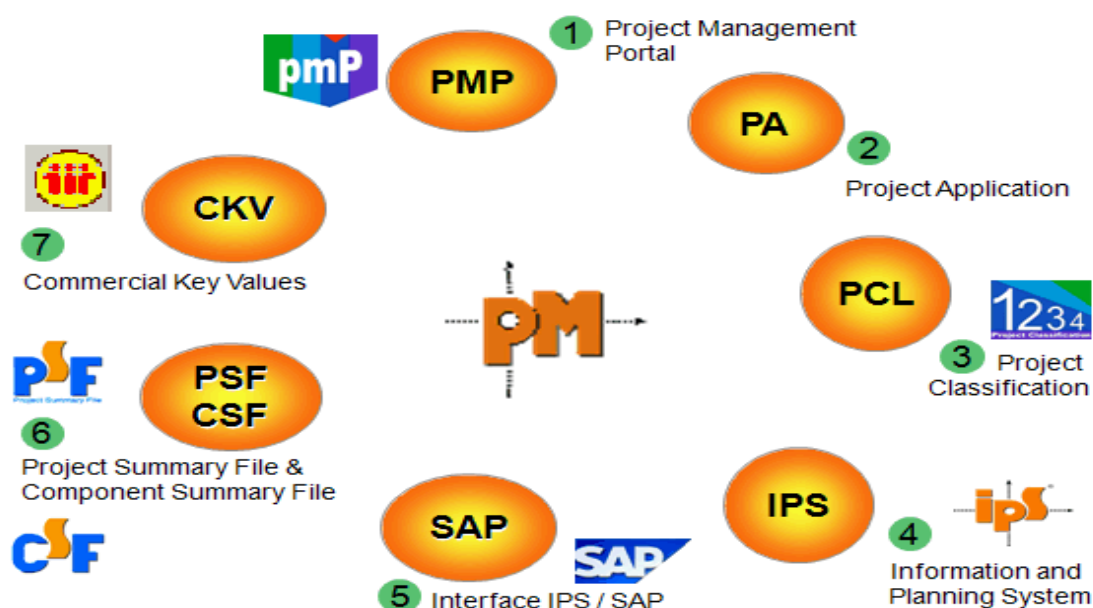 pmP
PMP
1
Project Management
Portal
PA
2
Project Application
PCL
1234
Project Classification
3
Project
Classification
IPS
ips
4
Information and
Planning System
SAP
SAP
5
Interface IPS / SAP
PSF
Project Summary File
PSF
CSF
6
Project Summary File &
Component Summary File
CSF
CKV
7
Commercial Key Values
PM